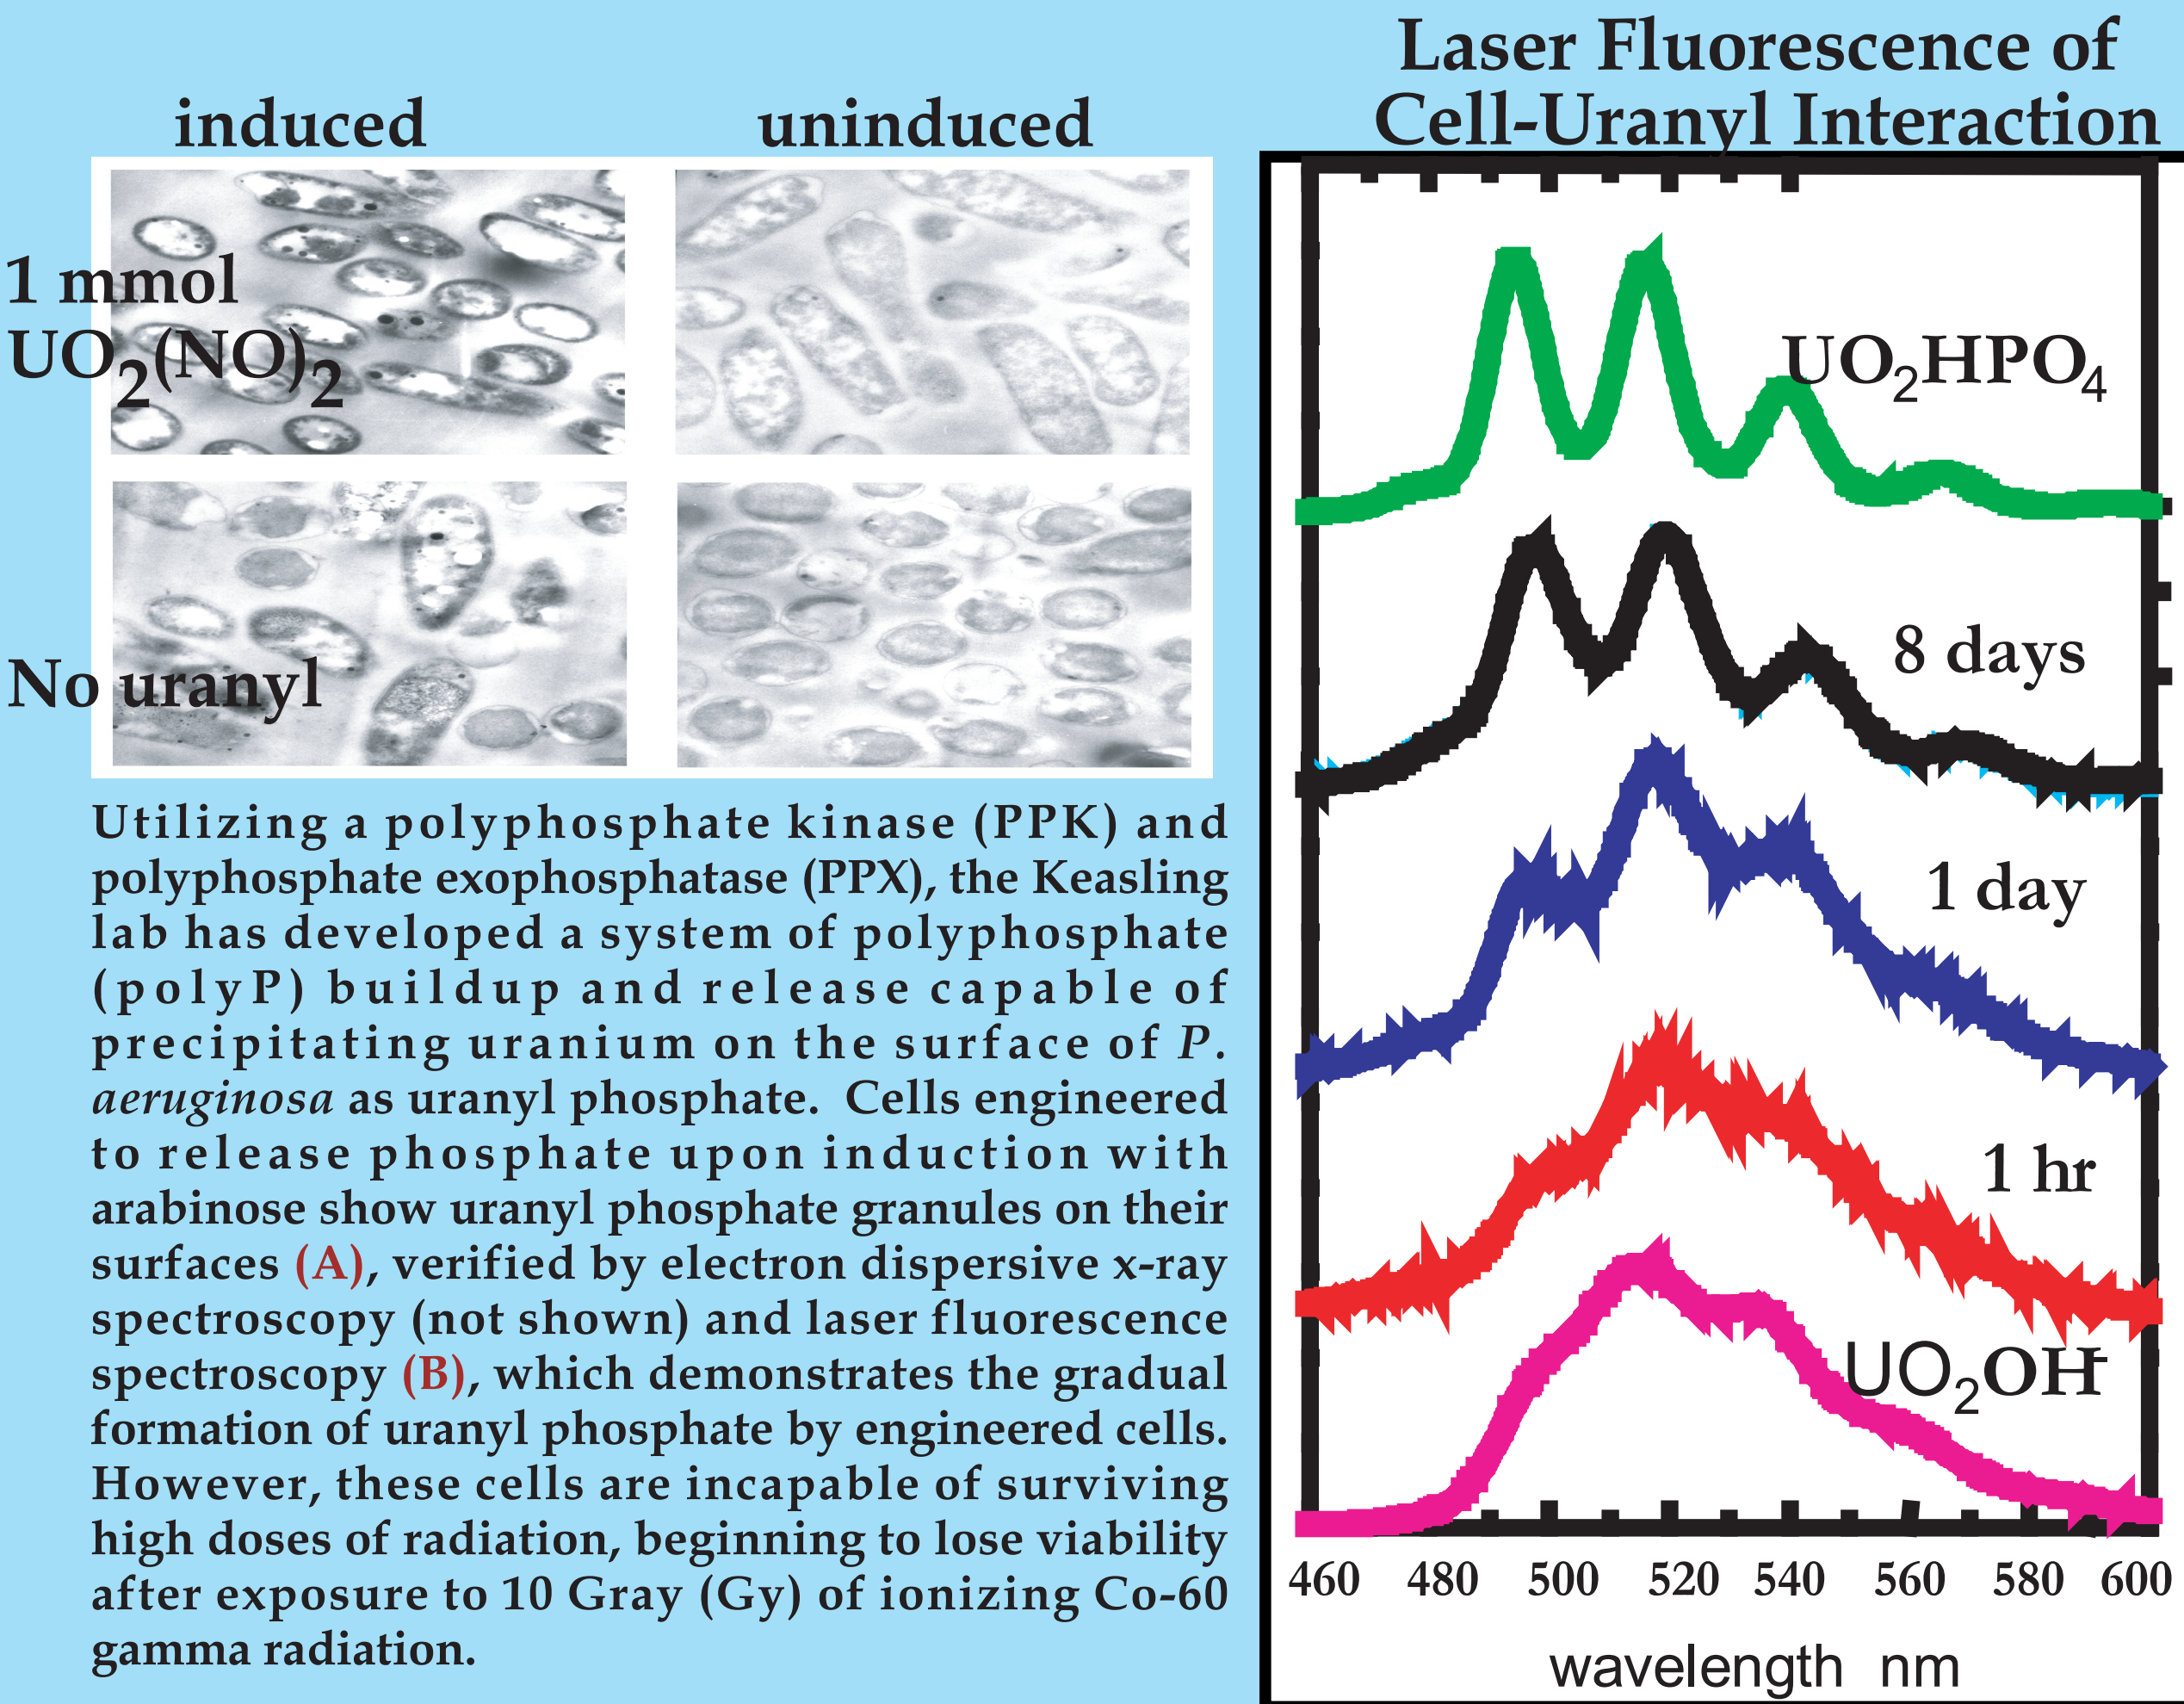 induced
uninduced
1 mmol
UO2(NO)2
No uranyl
Utilizing a polyphosphate kinase (PPK) and
polyphosphate exophosphatase (PPX), the Keasling
lab has developed a system of polyphosphate
(polyP) buildup and release capable of
precipitating uranium on the surface of P.
aeruginosa as uranyl phosphate. Cells engineered
to release phosphate upon induction with
arabinose show uranyl phosphate granules on their
surfaces (A), verified by electron dispersive x-ray
spectroscopy (not shown) and laser fluorescence
spectroscopy (B), which demonstrates the gradual
formation of uranyl phosphate by engineered cells.
However, these cells are incapable of surviving
high doses of radiation, beginning to lose viability
after exposure to 10 Gray (Gy) of ionizing Co-60
gamma radiation.
Laser Fluorescence of
Cell-Uranyl Interaction
UO2HPO4
8 days
1 day
1 hr
UO2OH-
460 480 500 520 540 560 580 600
wavelength nm